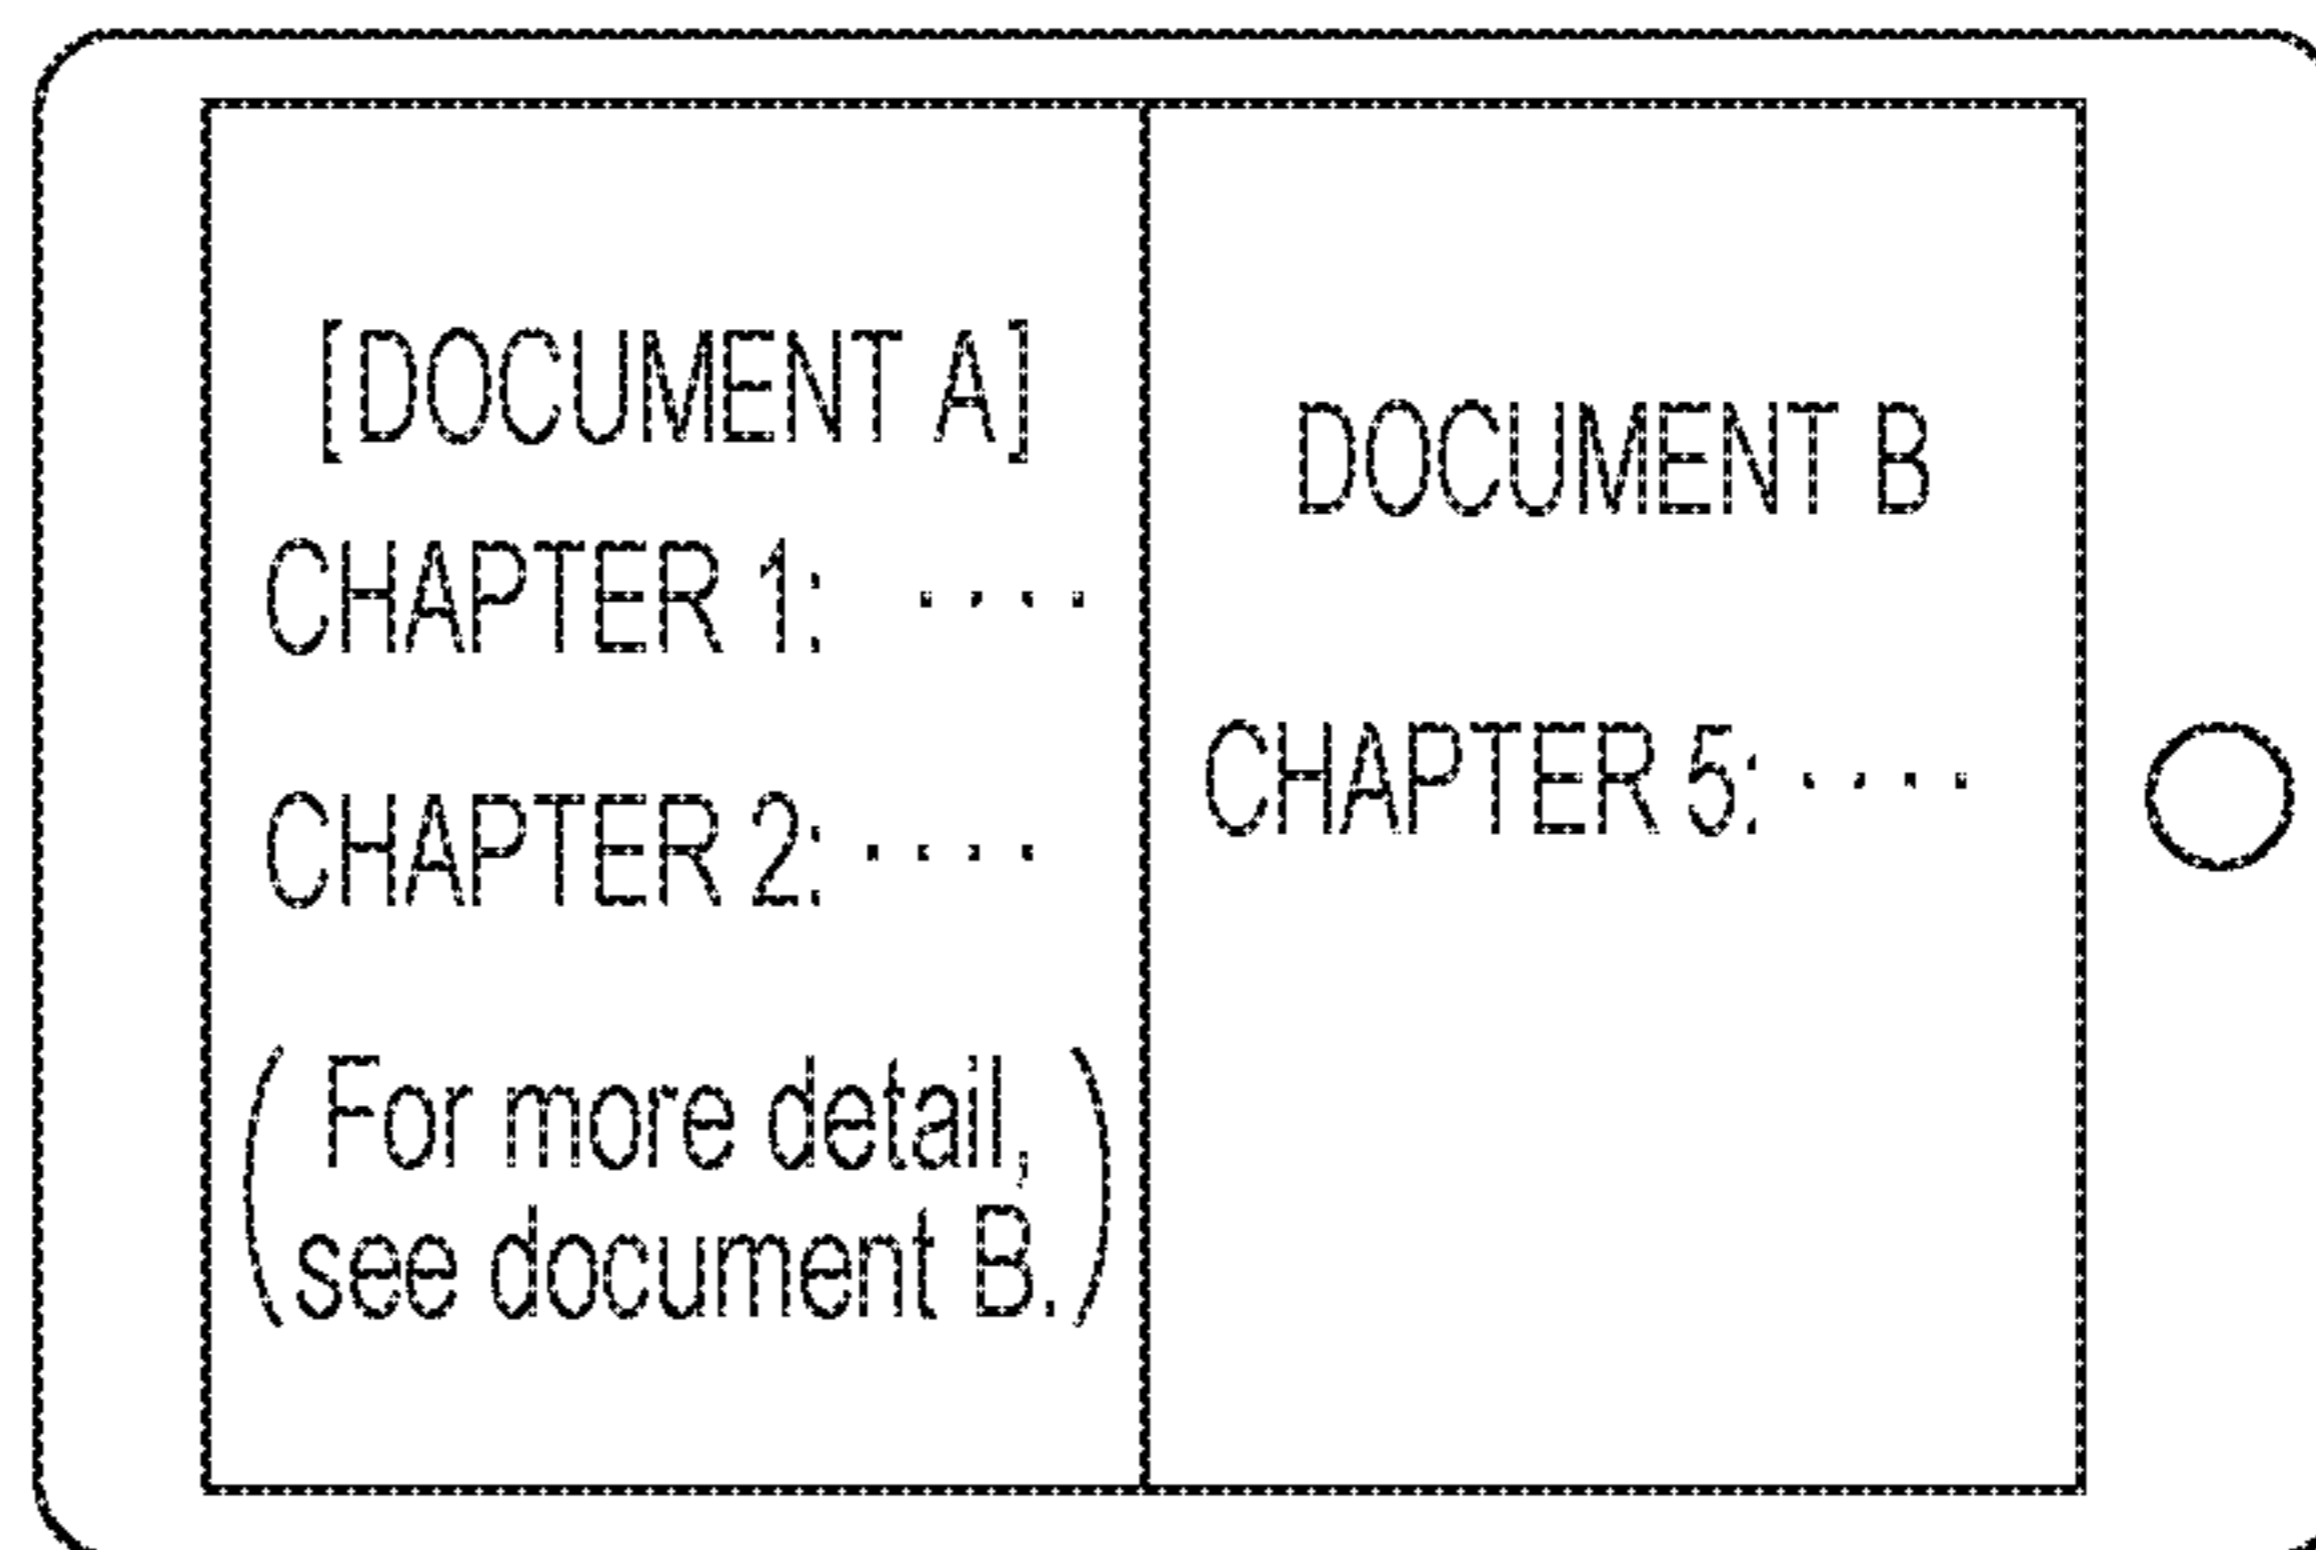 [DOCUMENT A]
CHAPTER 1: ････
CHAPTER 2: ････
(For more detail,
see document B.)
DOCUMENT B
CHAPTER 5: ････